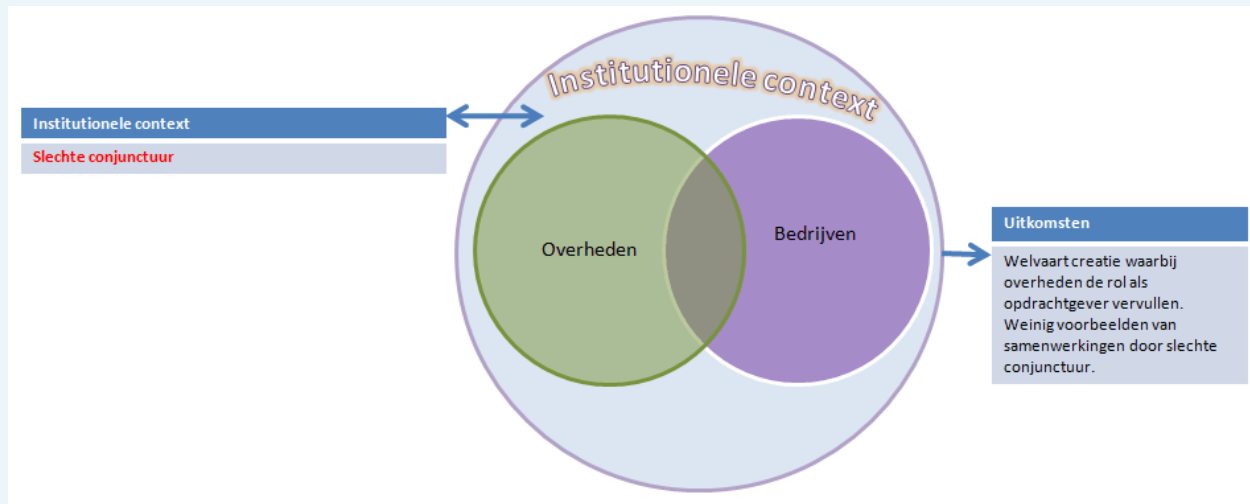 Institutionele context
Institutionele context
Slechte conjunctuur
Overheden
Bedrijven
Uitkomsten
Welvaart creatie waarbij
overheden de rol als
opdrachtgever vervullen.
Weinig voorbeelden van
samenwerkingen door slechte
conjunctuur.